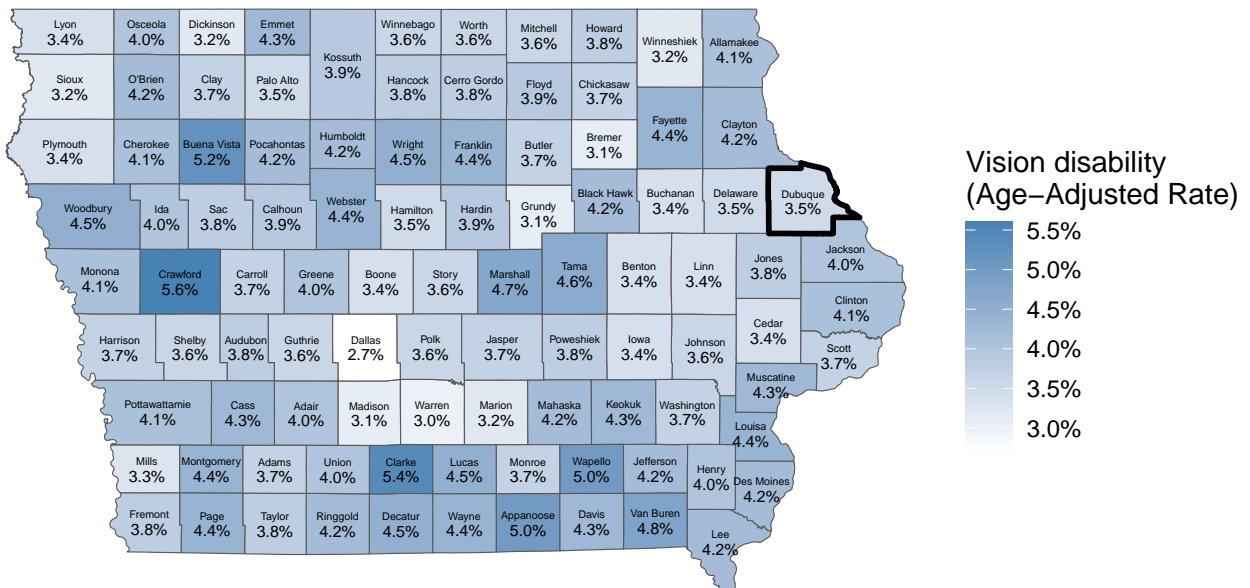 Lyon
3.4%
Osceola
4.0%
Dickinson
3.2%
Emmet
4.3%
Kossuth
3.9%
Winnebago
3.6%
Worth
3.6%
Mitchell
3.6%
Howard
3.8%
Winneshiek
3.2%
Allamakee
4.1%
Sioux
3.2%
O'Brien
4.2%
Clay
3.7%
Palo Alto
3.5%
Hancock
3.8%
Cerro Gordo
3.8%
Floyd
3.9%
Chickasaw
3.7%
Fayette
4.4%
Clayton
4.2%
Plymouth
3.4%
Cherokee
4.1%
Buena Vista
5.2%
Pocahontas
4.2%
Humboldt
4.2%
Wright
4.5%
Franklin
4.4%
Butler
3.7%
Bremer
3.1%
Woodbury
4.5%
Ida
4.0%
Sac
3.8%
Calhoun
3.9%
Webster
4.4%
Hamilton
3.5%
Hardin
3.9%
Grundy
3.1%
Black Hawk
4.2%
Buchanan
3.4%
Delaware
3.5%
Dubuque
3.5%
Monona
4.1%
Crawford
5.6%
Carroll
3.7%
Greene
4.0%
Boone
3.4%
Story
3.6%
Marshall
4.7%
Tama
4.6%
Benton
3.4%
Linn
3.4%
Jones
3.8%
Jackson
4.0%
Clinton
4.1%
Harrison
3.7%
Shelby
3.6%
Audubon
3.8%
Guthrie
3.6%
Dallas
2.7%
Polk
3.6%
Jasper
3.7%
Poweshiek
3.8%
Iowa
3.4%
Johnson
3.6%
Cedar
3.4%
Scott
3.7%
Muscatine
4.3%
Pottawattamie
4.1%
Cass
4.3%
Adair
4.0%
Madison
3.1%
Warren
3.0%
Marion
3.2%
Mahaska
4.2%
Keokuk
4.3%
Washington
3.7%
Louisa
4.4%
Mills
3.3%
Montgomery
4.4%
Adams
3.7%
Union
4.0%
Clarke
5.4%
Lucas
4.5%
Monroe
3.7%
Wapello
5.0%
Jefferson
4.2%
Henry
4.0%
Des Moines
4.2%
Fremont
3.8%
Page
4.4%
Taylor
3.8%
Ringgold
4.2%
Decatur
4.5%
Wayne
4.4%
Appanoose
5.0%
Davis
4.3%
Van Buren
4.8%
Lee
4.2%
Vision disability
(Age−Adjusted Rate)
5.5%
5.0%
4.5%
4.0%
3.5%
3.0%